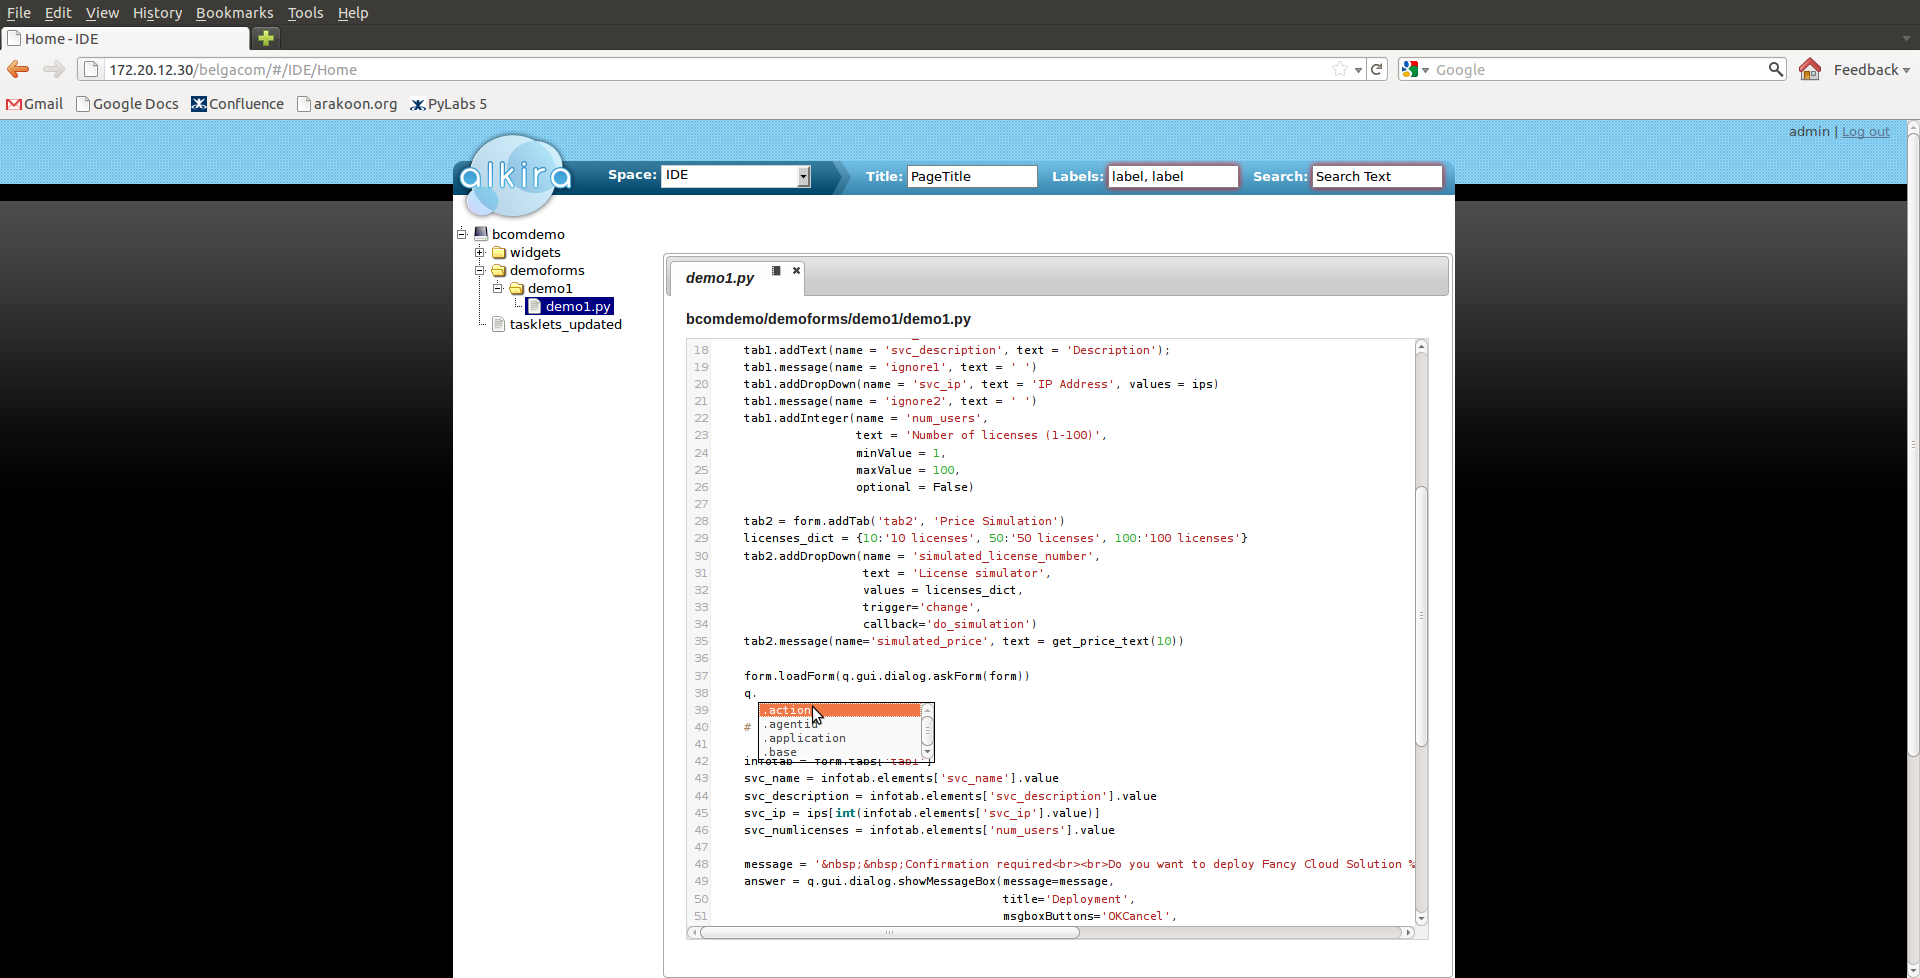 File Edit View History Bookmarks Tools Help
Home - IDE
172.20.12.30/belgacom/#/IDE/Home
Google
Feedback
Gmail Google Docs Confluence arakoon.org PyLabs 5
admin | Log out
alkira
Space: IDE Title: PageTitle Labels: label, label Search: Search Text
bcomdemo
widgets
demoforms
demo1
demo1.py
tasklets_updated
demo1.py
bcomdemo/demoforms/demo1/demo1.py
18 tab1.addText(name = 'svc_description', text = 'Description');
19 tab1.message(name = 'ignore1', text = ' ')
20 tab1.addDropDown(name = 'svc_ip', text = 'IP Address', values = ips)
21 tab1.message(name = 'ignore2', text = ' ')
22 tab1.addInteger(name = 'num_users',
23 text = 'Number of licenses (1-100)',
24 minValue = 1,
25 maxValue = 100,
26 optional = False)
27
28 tab2 = form.addTab('tab2', 'Price Simulation')
29 licenses_dict = {10:'10 licenses', 50:'50 licenses', 100:'100 licenses'}
30 tab2.addDropDown(name = 'simulated_license_number',
31 text = 'License simulator',
32 values = licenses_dict,
33 trigger='change',
34 callback='do_simulation')
35 tab2.message(name='simulated_price', text = get_price_text(10))
36
37 form.loadForm(q.gui.dialog.askForm(form))
38 q.
39 .action
.agentid
40 # .application
41 .base
42 infotab = form.tabs['tab1']
43 svc_name = infotab.elements['svc_name'].value
44 svc_description = infotab.elements['svc_description'].value
45 svc_ip = ips[int(infotab.elements['svc_ip'].value)]
46 svc_numlicenses = infotab.elements['num_users'].value
47
48 message = '&nbsp;&nbsp;Confirmation required<br><br>Do you want to deploy Fancy Cloud Solution %
49 answer = q.gui.dialog.showMessageBox(message=message,
50 title='Deployment',
51 msgboxButtons='OKCancel',